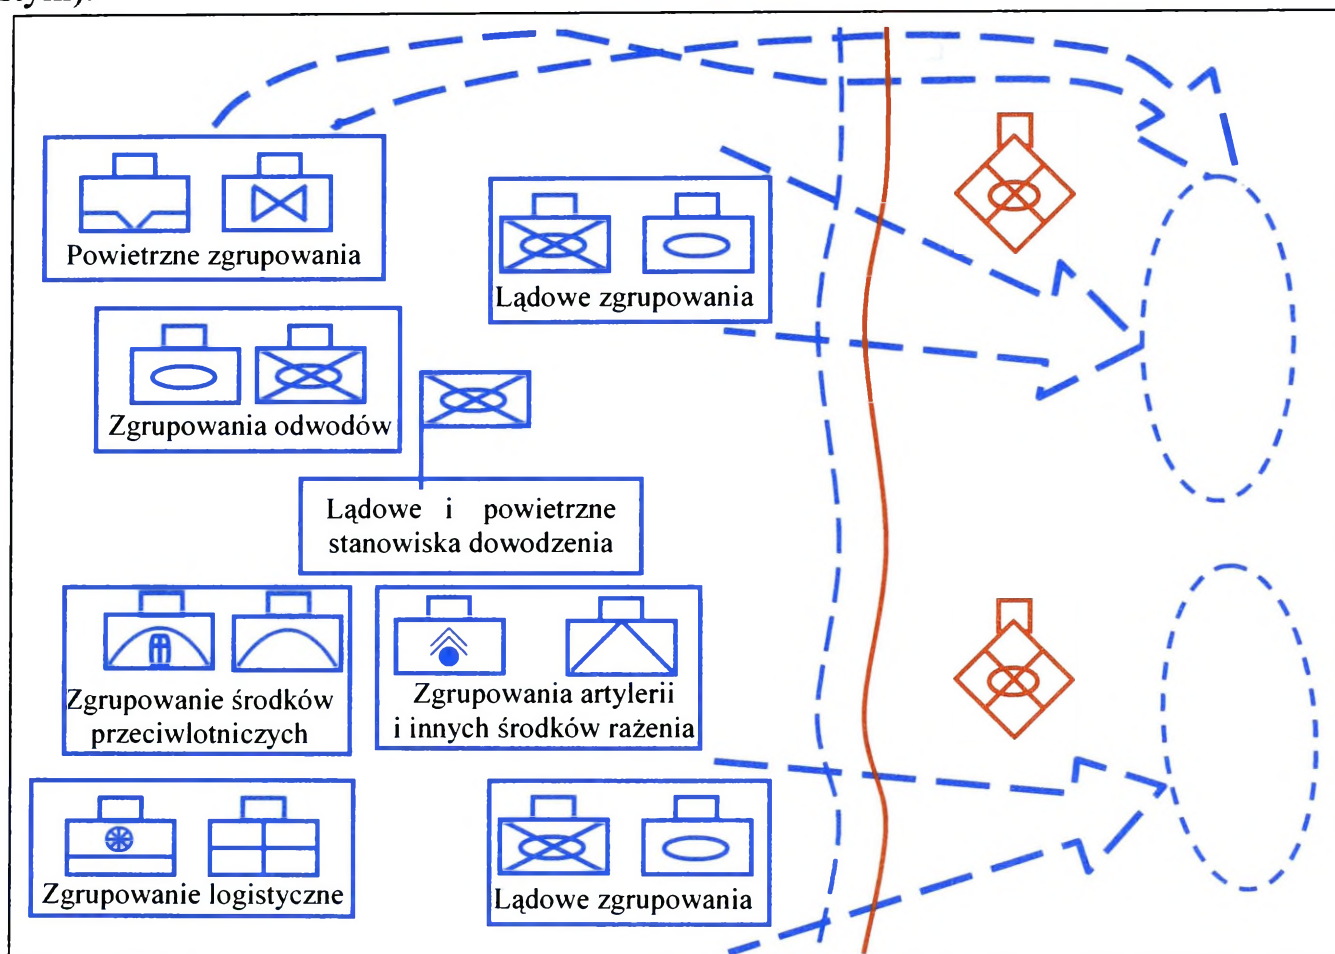 Powietrzne zgrupowania
Lądowe zgrupowania
Zgrupowania odwodów
Lądowe i powietrzne
stanowiska dowodzenia
Zgrupowanie środków
przeciwlotniczych
Zgrupowania artylerii
i innych środków rażenia
Zgrupowanie logistyczne
Lądowe zgrupowania